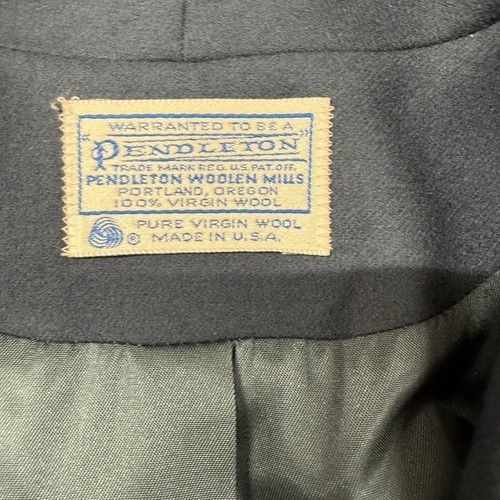 WARRANTED TO BE A
"PENDLETON"
TRADE MARK REG. U.S. PAT. OFF.
PENDLETON WOOLEN MILLS
PORTLAND, OREGON
100% VIRGIN WOOL
PURE VIRGIN WOOL
® MADE IN U.S.A.